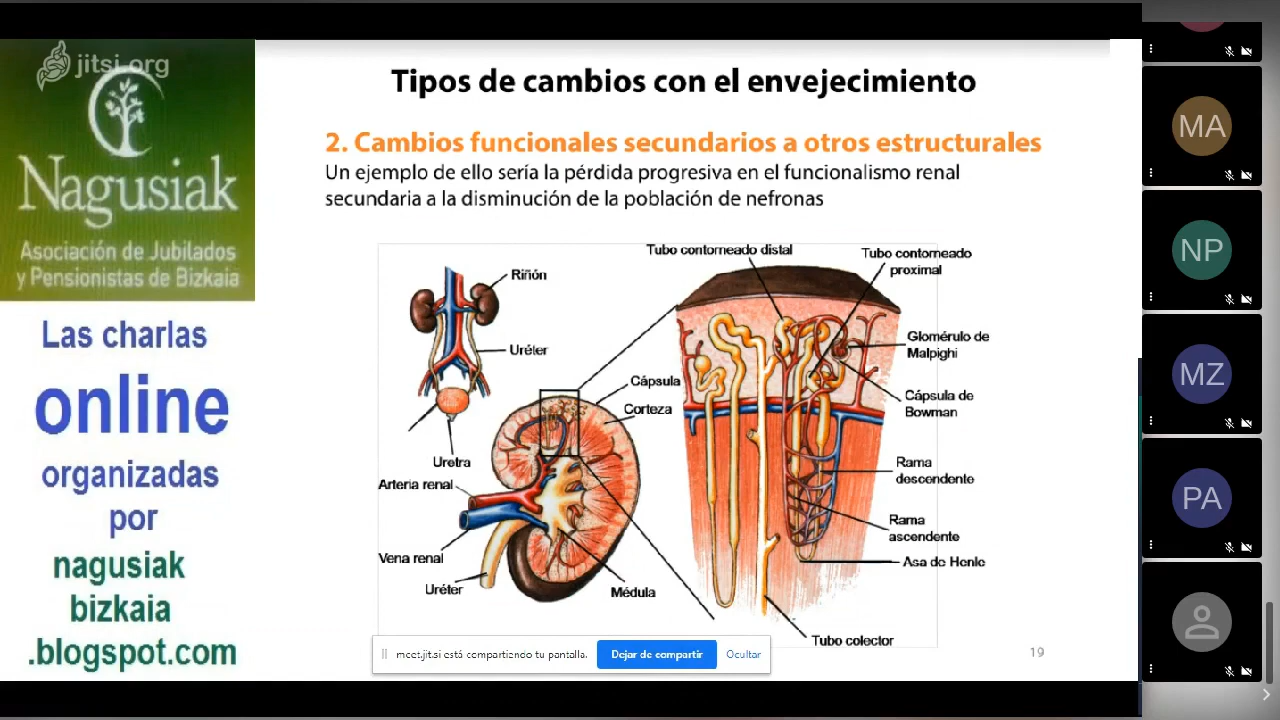 jitsi.org
Nagusiak
Asociación de Jubilados
y Pensionistas de Bizkaia
Las charlas
online
organizadas
por
nagusiak
bizkaia
.blogspot.com
Tipos de cambios con el envejecimiento
2. Cambios funcionales secundarios a otros estructurales
Un ejemplo de ello sería la pérdida progresiva en el funcionalismo renal
secundaria a la disminución de la población de nefronas
Riñón
Uréter
Uretra
Arteria renal
Vena renal
Uréter
Cápsula
Corteza
Médula
Tubo contorneado distal
Tubo contorneado
proximal
Glomérulo de
Malpighi
Cápsula de
Bowman
Rama
descendente
Rama
ascendente
Asa de Henle
Tubo colector
meet.jit.si está compartiendo tu pantalla.
Dejar de compartir
Ocultar
19
MA
NP
MZ
PA